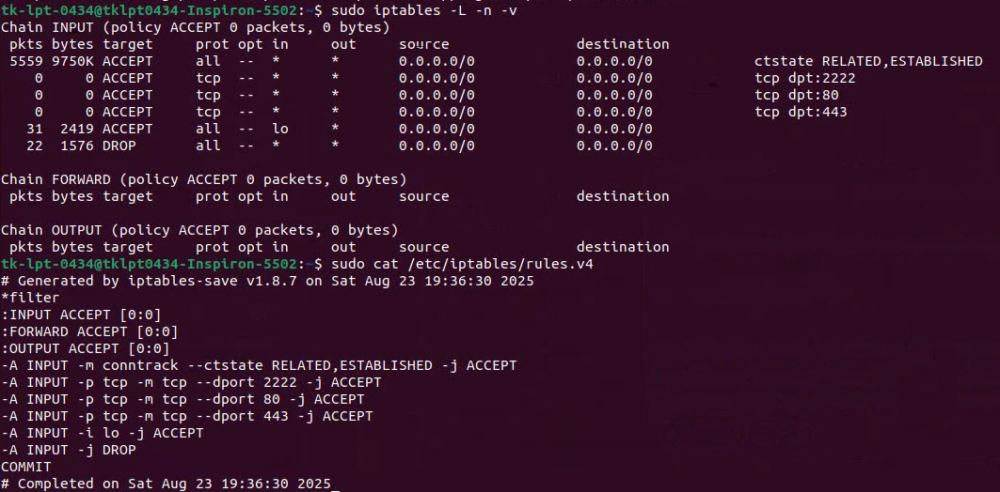 tk-lpt-0434@tklpt0434-Inspiron-5502:~$ sudo iptables -L -n -v
Chain INPUT (policy ACCEPT 0 packets, 0 bytes)
 pkts bytes target     prot opt in     out     source               destination
 5559 9750K ACCEPT     all  --  *      *       0.0.0.0/0            0.0.0.0/0            ctstate RELATED,ESTABLISHED
    0     0 ACCEPT     tcp  --  *      *       0.0.0.0/0            0.0.0.0/0            tcp dpt:2222
    0     0 ACCEPT     tcp  --  *      *       0.0.0.0/0            0.0.0.0/0            tcp dpt:80
    0     0 ACCEPT     tcp  --  *      *       0.0.0.0/0            0.0.0.0/0            tcp dpt:443
   31  2419 ACCEPT     all  --  lo     *       0.0.0.0/0            0.0.0.0/0
   22  1576 DROP       all  --  *      *       0.0.0.0/0            0.0.0.0/0

Chain FORWARD (policy ACCEPT 0 packets, 0 bytes)
 pkts bytes target     prot opt in     out     source               destination

Chain OUTPUT (policy ACCEPT 0 packets, 0 bytes)
 pkts bytes target     prot opt in     out     source               destination
tk-lpt-0434@tklpt0434-Inspiron-5502:~$ sudo cat /etc/iptables/rules.v4
# Generated by iptables-save v1.8.7 on Sat Aug 23 19:36:30 2025
*filter
:INPUT ACCEPT [0:0]
:FORWARD ACCEPT [0:0]
:OUTPUT ACCEPT [0:0]
-A INPUT -m conntrack --ctstate RELATED,ESTABLISHED -j ACCEPT
-A INPUT -p tcp -m tcp --dport 2222 -j ACCEPT
-A INPUT -p tcp -m tcp --dport 80 -j ACCEPT
-A INPUT -p tcp -m tcp --dport 443 -j ACCEPT
-A INPUT -i lo -j ACCEPT
-A INPUT -j DROP
COMMIT
# Completed on Sat Aug 23 19:36:30 2025